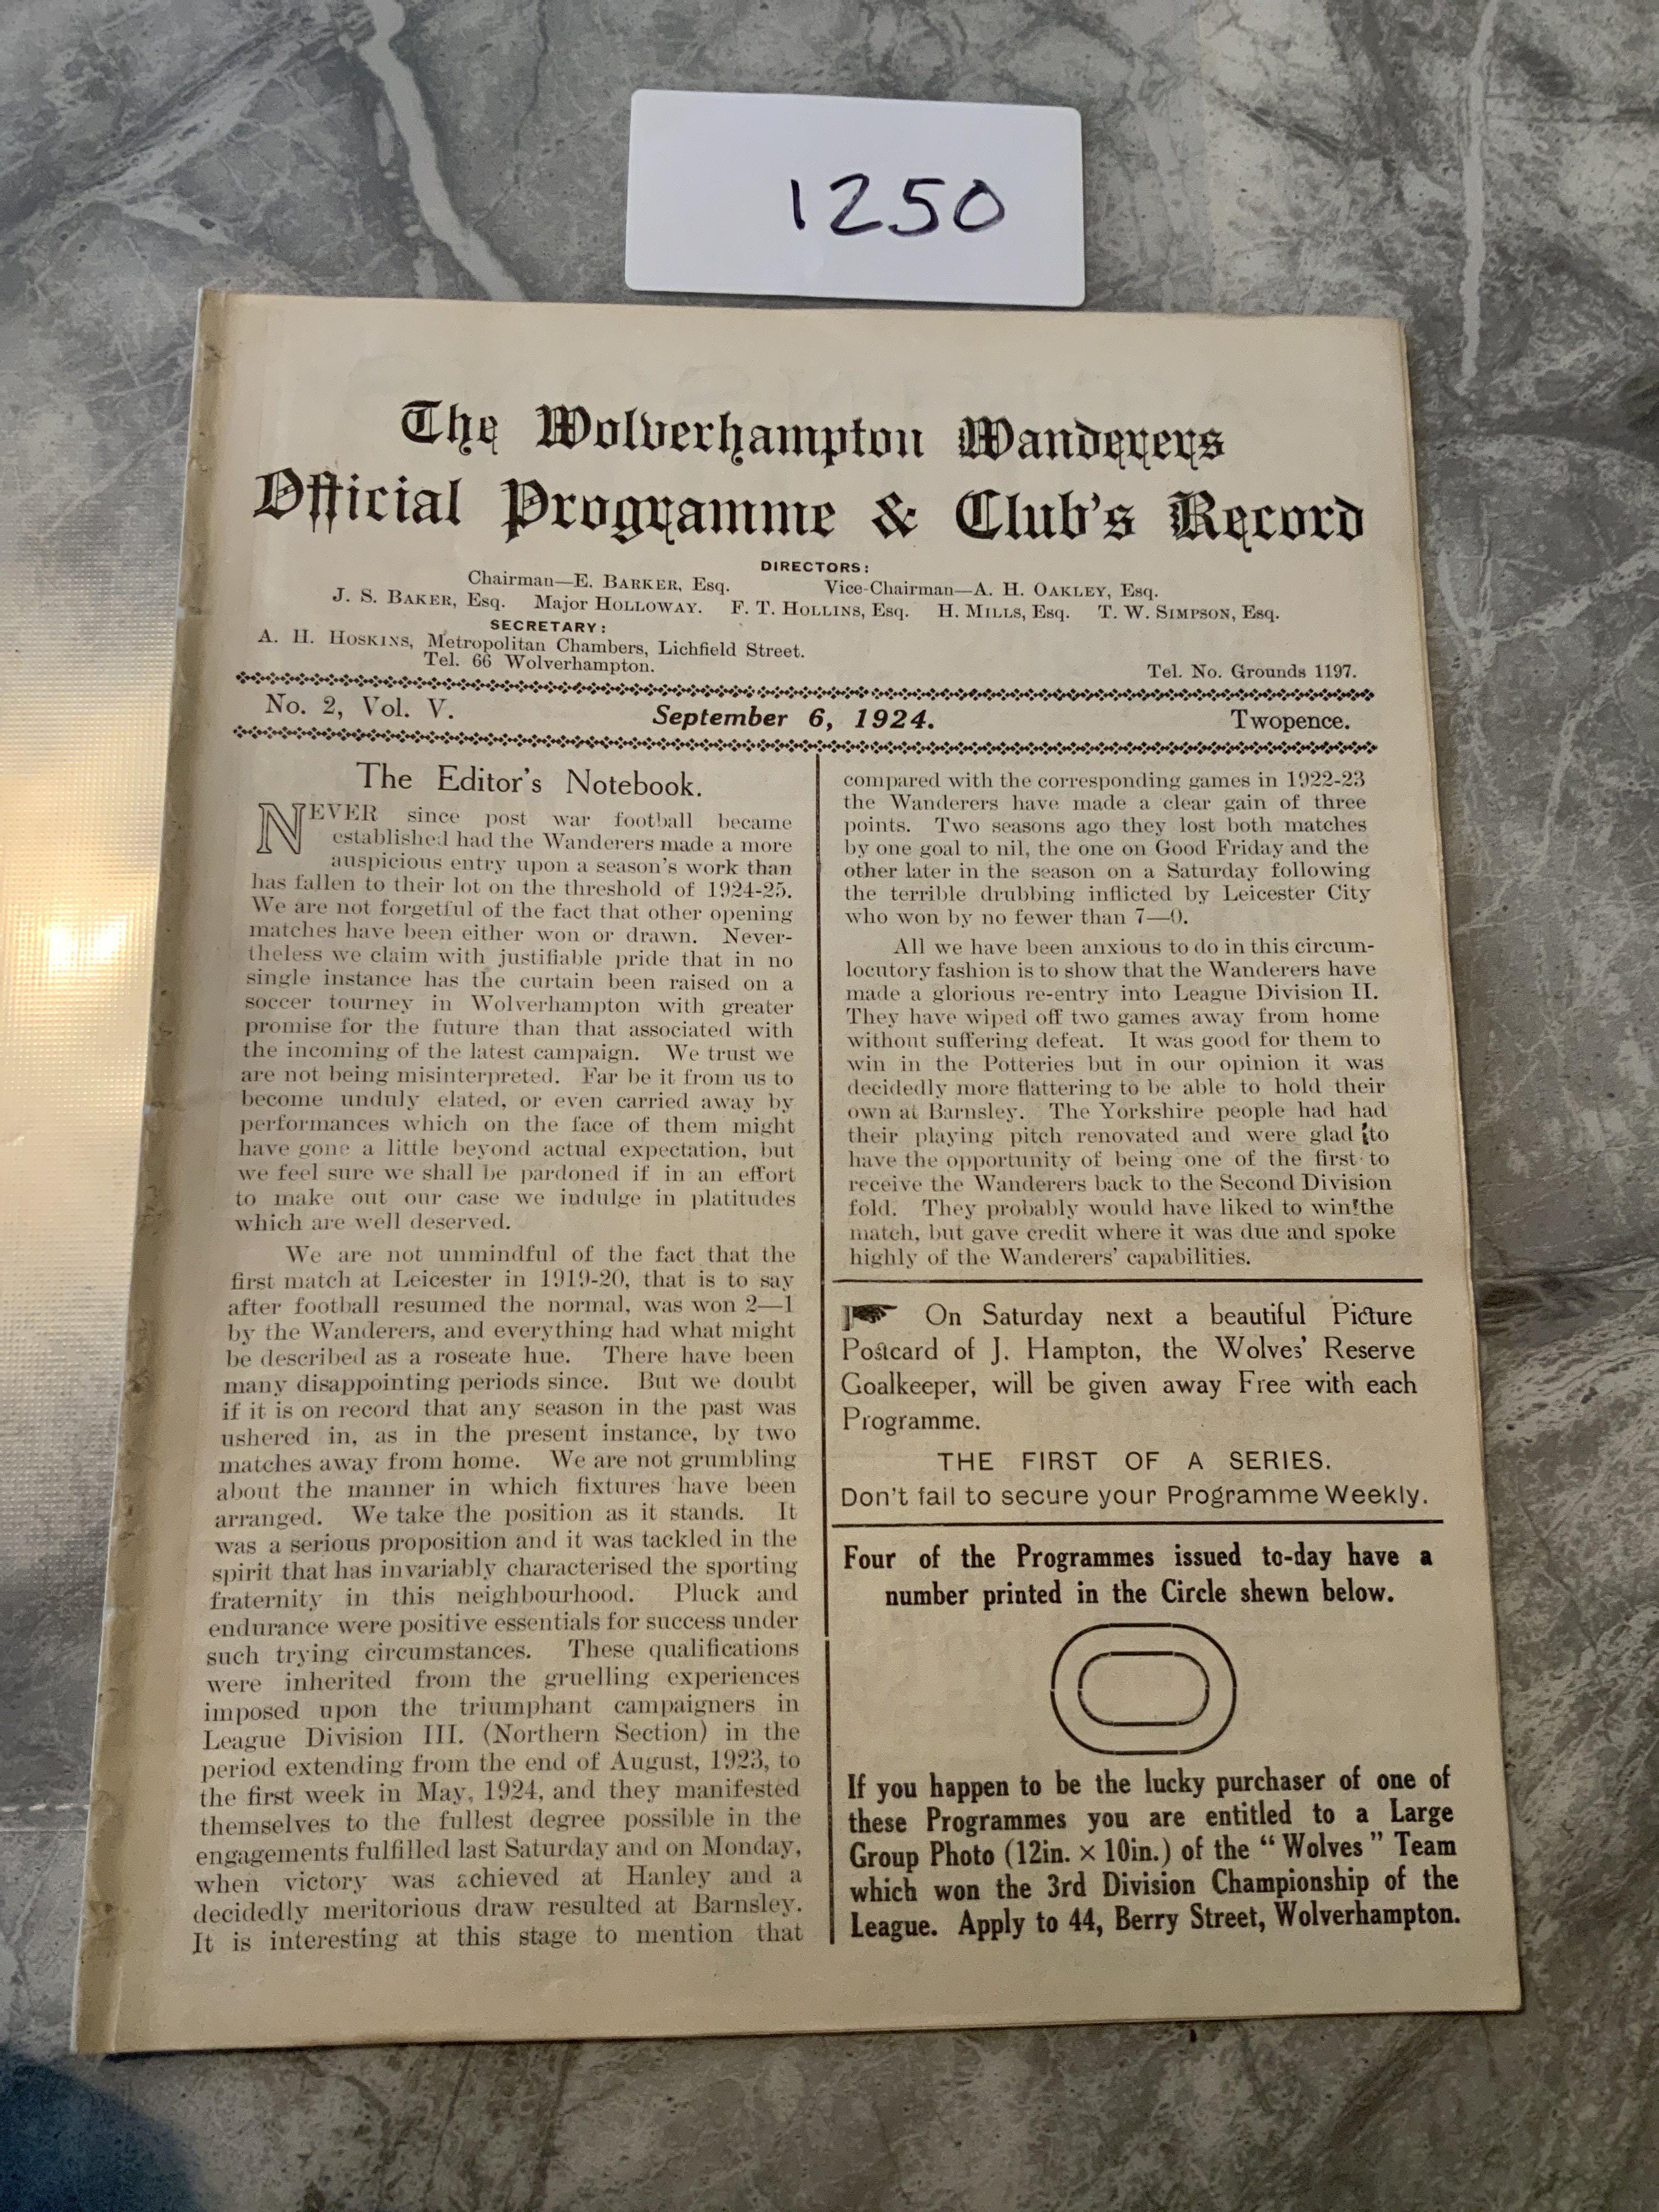 1250
The Wolverhampton Wanderers
Official Programme & Club's Record
DIRECTORS:
Chairman—E. BARKER, Esq. Vice-Chairman—A. H. OAKLEY, Esq.
J. S. BAKER, Esq. Major HOLLOWAY. F. T. HOLLINS, Esq. H. MILLS, Esq. T. W. SIMPSON, Esq.
SECRETARY:
A. H. HOSKINS, Metropolitan Chambers, Lichfield Street.
Tel. 66 Wolverhampton.
Tel. No. Grounds 1197.
No. 2, Vol. V. September 6, 1924. Twopence.
The Editor's Notebook.
NEVER since post war football became
established had the Wanderers made a more
auspicious entry upon a season's work than
has fallen to their lot on the threshold of 1924-25.
We are not forgetful of the fact that other opening
matches have been either won or drawn. Never-
theless we claim with justifiable pride that in no
single instance has the curtain been raised on a
soccer tourney in Wolverhampton with greater
promise for the future than that associated with
the incoming of the latest campaign. We trust we
are not being misinterpreted. Far be it from us to
become unduly elated, or even carried away by
performances which on the face of them might
have gone a little beyond actual expectation, but
we feel sure we shall be pardoned if in an effort
to make out our case we indulge in platitudes
which are well deserved.
We are not unmindful of the fact that the
first match at Leicester in 1919-20, that is to say
after football resumed the normal, was won 2—1
by the Wanderers, and everything had what might
be described as a roseate hue. There have been
many disappointing periods since. But we doubt
if it is on record that any season in the past was
ushered in, as in the present instance, by two
matches away from home. We are not grumbling
about the manner in which fixtures have been
arranged. We take the position as it stands. It
was a serious proposition and it was tackled in the
spirit that has invariably characterised the sporting
fraternity in this neighbourhood. Pluck and
endurance were positive essentials for success under
such trying circumstances. These qualifications
were inherited from the gruelling experiences
imposed upon the triumphant campaigners in
League Division III. (Northern Section) in the
period extending from the end of August, 1923, to
the first week in May, 1924, and they manifested
themselves to the fullest degree possible in the
engagements fulfilled last Saturday and on Monday,
when victory was achieved at Hanley and a
decidedly meritorious draw resulted at Barnsley.
It is interesting at this stage to mention that
compared with the corresponding games in 1922-23
the Wanderers have made a clear gain of three
points. Two seasons ago they lost both matches
by one goal to nil, the one on Good Friday and the
other later in the season on a Saturday following
the terrible drubbing inflicted by Leicester City
who won by no fewer than 7—0.
All we have been anxious to do in this circum-
locutory fashion is to show that the Wanderers have
made a glorious re-entry into League Division II.
They have wiped off two games away from home
without suffering defeat. It was good for them to
win in the Potteries but in our opinion it was
decidedly more flattering to be able to hold their
own at Barnsley. The Yorkshire people had had
their playing pitch renovated and were glad to
have the opportunity of being one of the first to
receive the Wanderers back to the Second Division
fold. They probably would have liked to win the
match, but gave credit where it was due and spoke
highly of the Wanderers' capabilities.
On Saturday next a beautiful Picture
Postcard of J. Hampton, the Wolves' Reserve
Goalkeeper, will be given away Free with each
Programme.
THE FIRST OF A SERIES.
Don't fail to secure your Programme Weekly.
Four of the Programmes issued to-day have a
number printed in the Circle shewn below.
If you happen to be the lucky purchaser of one of
these Programmes you are entitled to a Large
Group Photo (12in. × 10in.) of the "Wolves" Team
which won the 3rd Division Championship of the
League. Apply to 44, Berry Street, Wolverhampton.